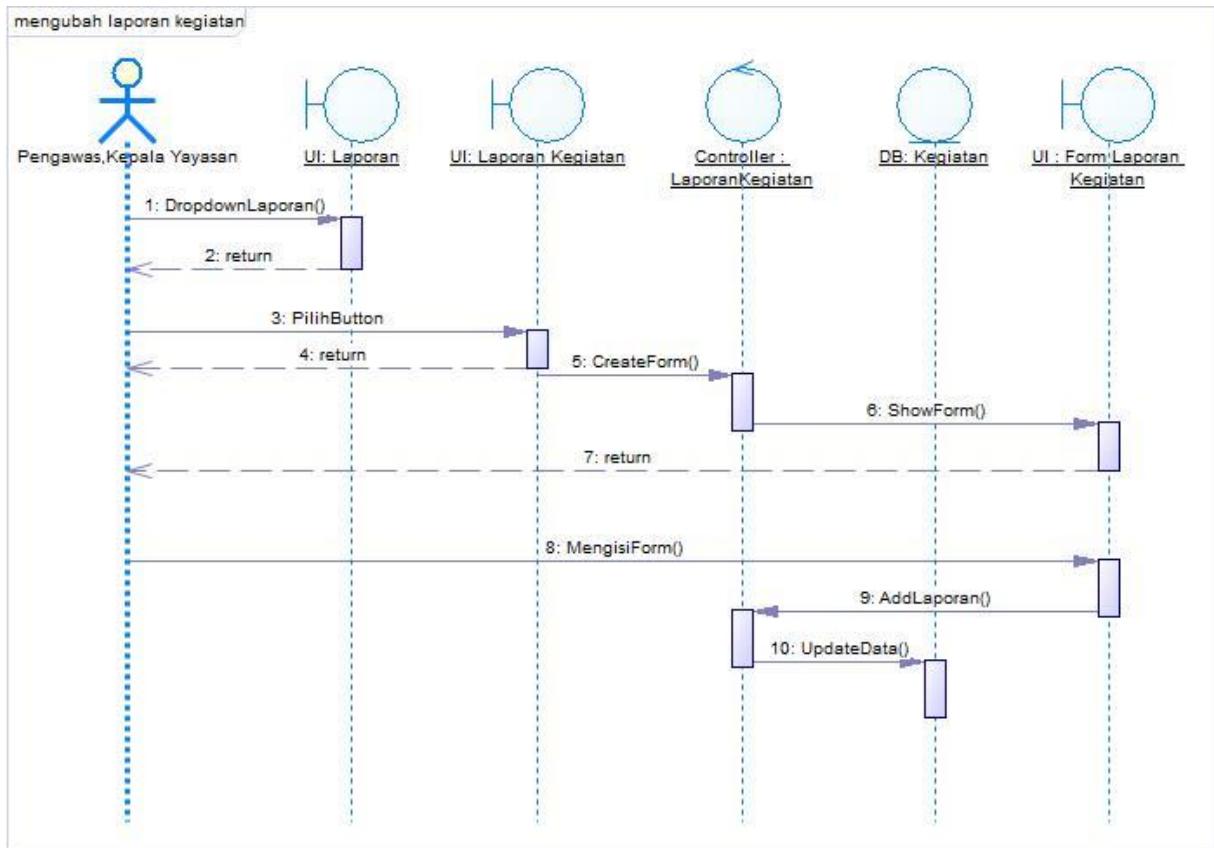 mengubah laporan kegiatan
Pengawas,Kepala Yayasan
UI: Laporan
UI: Laporan Kegiatan
Controller :
LaporanKegiatan
DB: Kegiatan
UI : Form Laporan
Kegiatan
1: DropdownLaporan()
2: return
3: PilihButton
4: return
5: CreateForm()
6: ShowForm()
7: return
8: MengisiForm()
9: AddLaporan()
10: UpdateData()